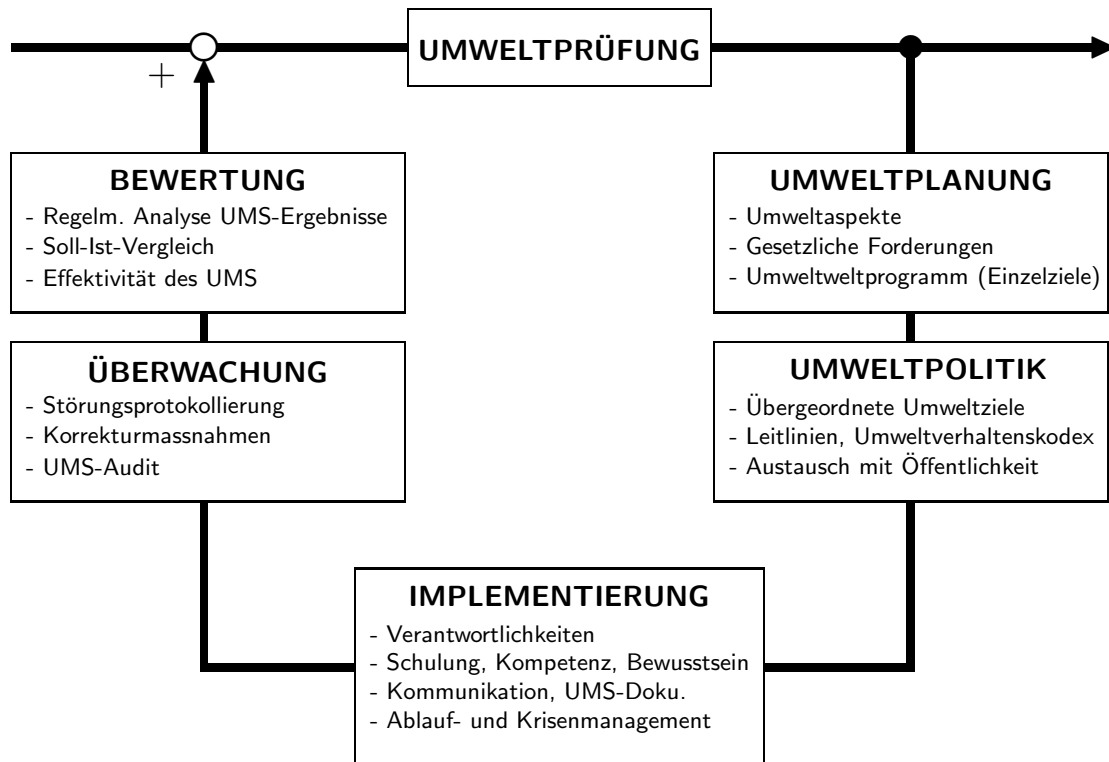 UMWELTPRÜFUNG
+
BEWERTUNG
- Regelm. Analyse UMS-Ergebnisse
- Soll-Ist-Vergleich
- Effektivität des UMS
UMWELTPLANUNG
- Umweltaspekte
- Gesetzliche Forderungen
- Umweltweltprogramm (Einzelziele)
ÜBERWACHUNG
- Störungsprotokollierung
- Korrekturmassnahmen
- UMS-Audit
UMWELTPOLITIK
- Übergeordnete Umweltziele
- Leitlinien, Umweltverhaltenskodex
- Austausch mit Öffentlichkeit
IMPLEMENTIERUNG
- Verantwortlichkeiten
- Schulung, Kompetenz, Bewusstsein
- Kommunikation, UMS-Doku.
- Ablauf- und Krisenmanagement